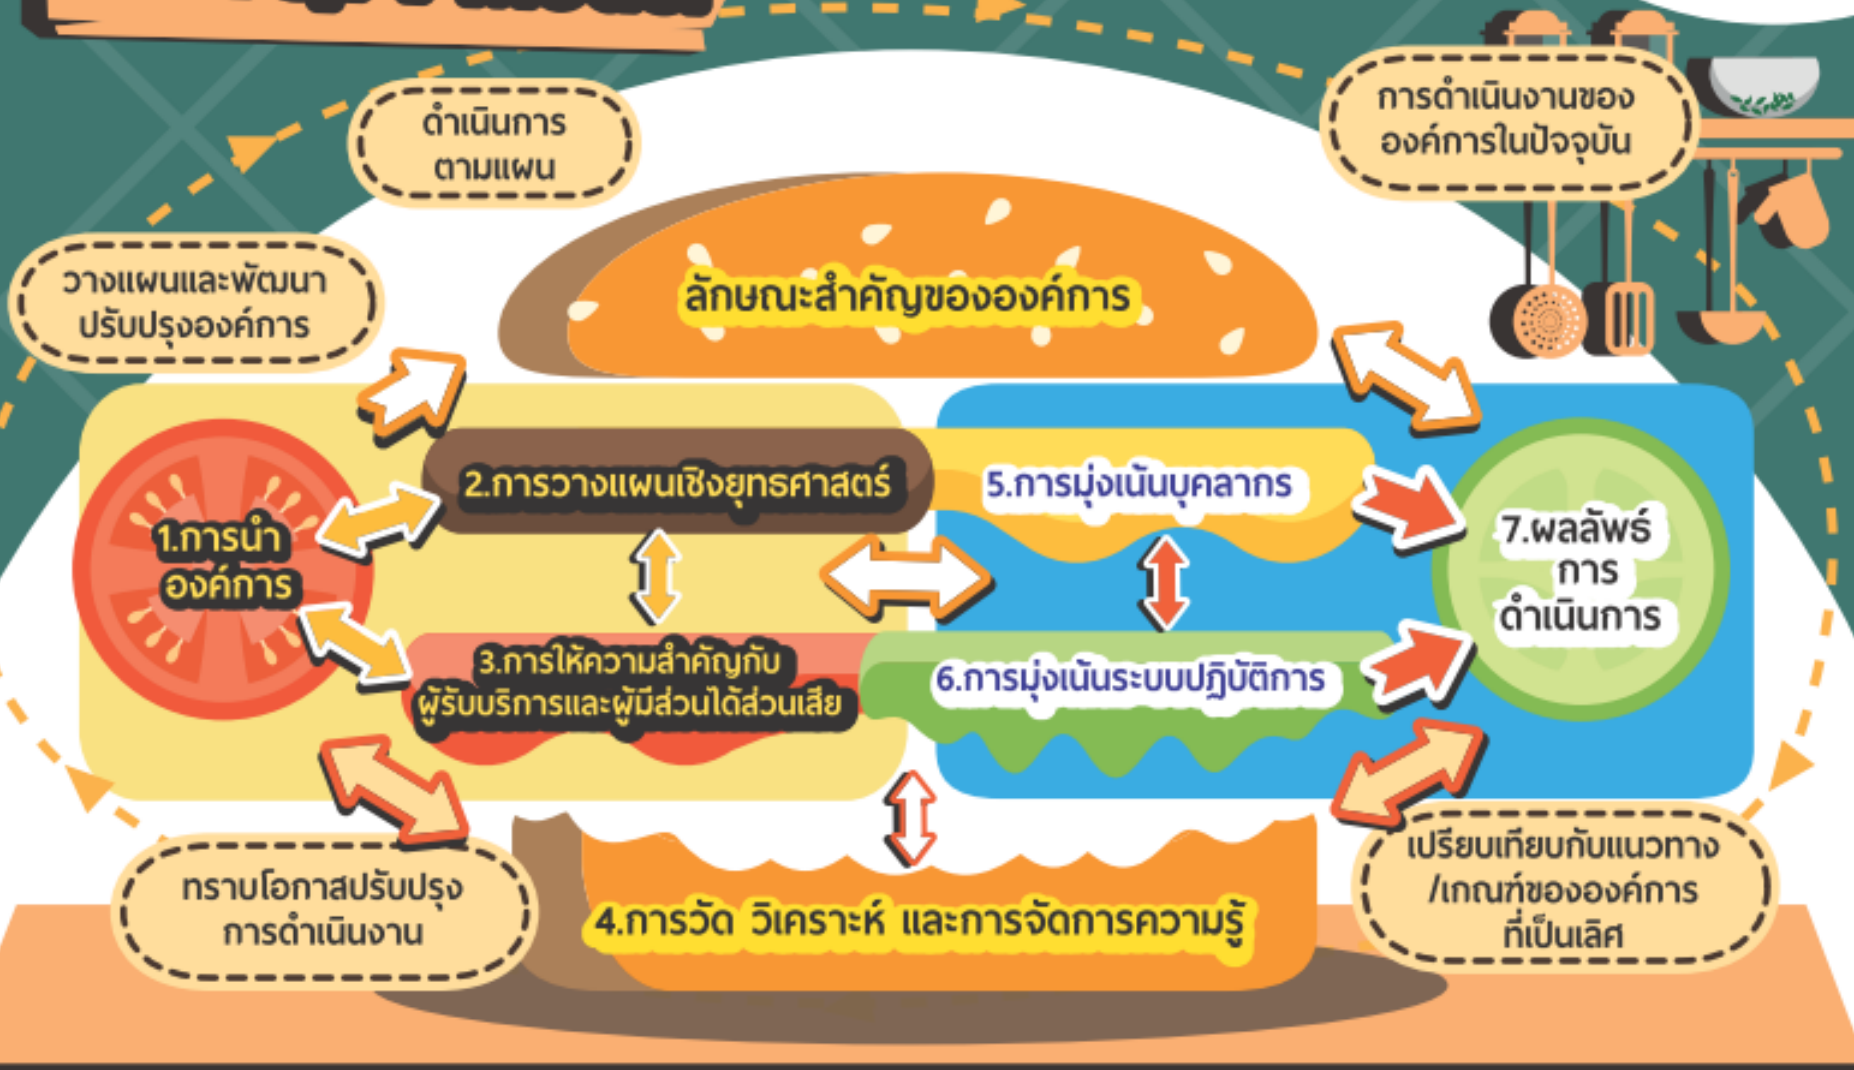 ดำเนินการ
ตามแผน
การดำเนินงานของ
องค์การในปัจจุบัน
วางแผนและพัฒนา
ปรับปรุงองค์การ
ลักษณะสำคัญขององค์การ
1.การนำ
องค์การ
2.การวางแผนเชิงยุทธศาสตร์
3.การให้ความสำคัญกับ
ผู้รับบริการและผู้มีส่วนได้ส่วนเสีย
5.การมุ่งเน้นบุคลากร
6.การมุ่งเน้นระบบปฏิบัติการ
7.ผลลัพธ์
การ
ดำเนินการ
ทราบโอกาสปรับปรุง
การดำเนินงาน
4.การวัด วิเคราะห์ และการจัดการความรู้
เปรียบเทียบกับแนวทาง
/เกณฑ์ขององค์การ
ที่เป็นเลิศ